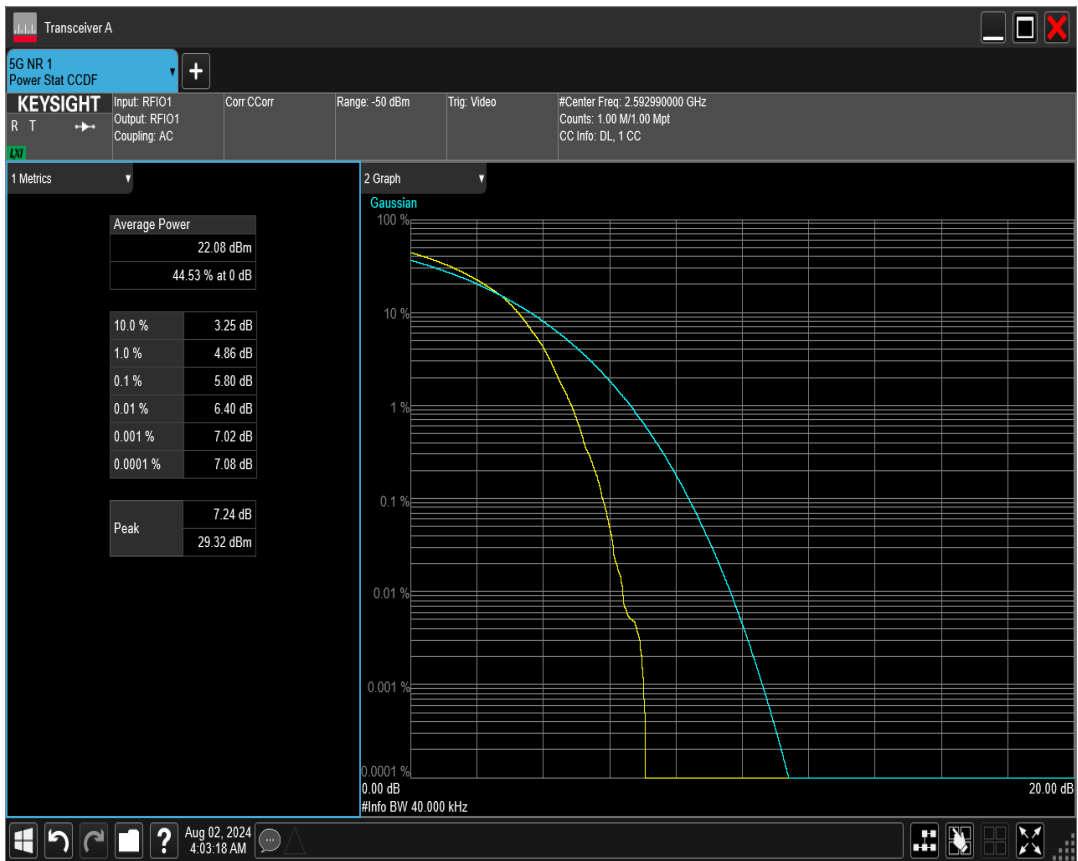 Transceiver A
5G NR 1
Power Stat CCDF
KEYSIGHT
R T
LXI
Input: RFIO1
Output: RFIO1
Coupling: AC
Corr CCorr
Range: -50 dBm
Trig: Video
#Center Freq: 2.592990000 GHz
Counts: 1.00 M/1.00 Mpt
CC Info: DL, 1 CC
1 Metrics
Average Power
22.08 dBm
44.53 % at 0 dB
10.0 % 3.25 dB
1.0 % 4.86 dB
0.1 % 5.80 dB
0.01 % 6.40 dB
0.001 % 7.02 dB
0.0001 % 7.08 dB
Peak 7.24 dB
29.32 dBm
2 Graph
Gaussian
100 %
10 %
1 %
0.1 %
0.01 %
0.001 %
0.0001 %
0.00 dB 20.00 dB
#Info BW 40.000 kHz
Aug 02, 2024
4:03:18 AM